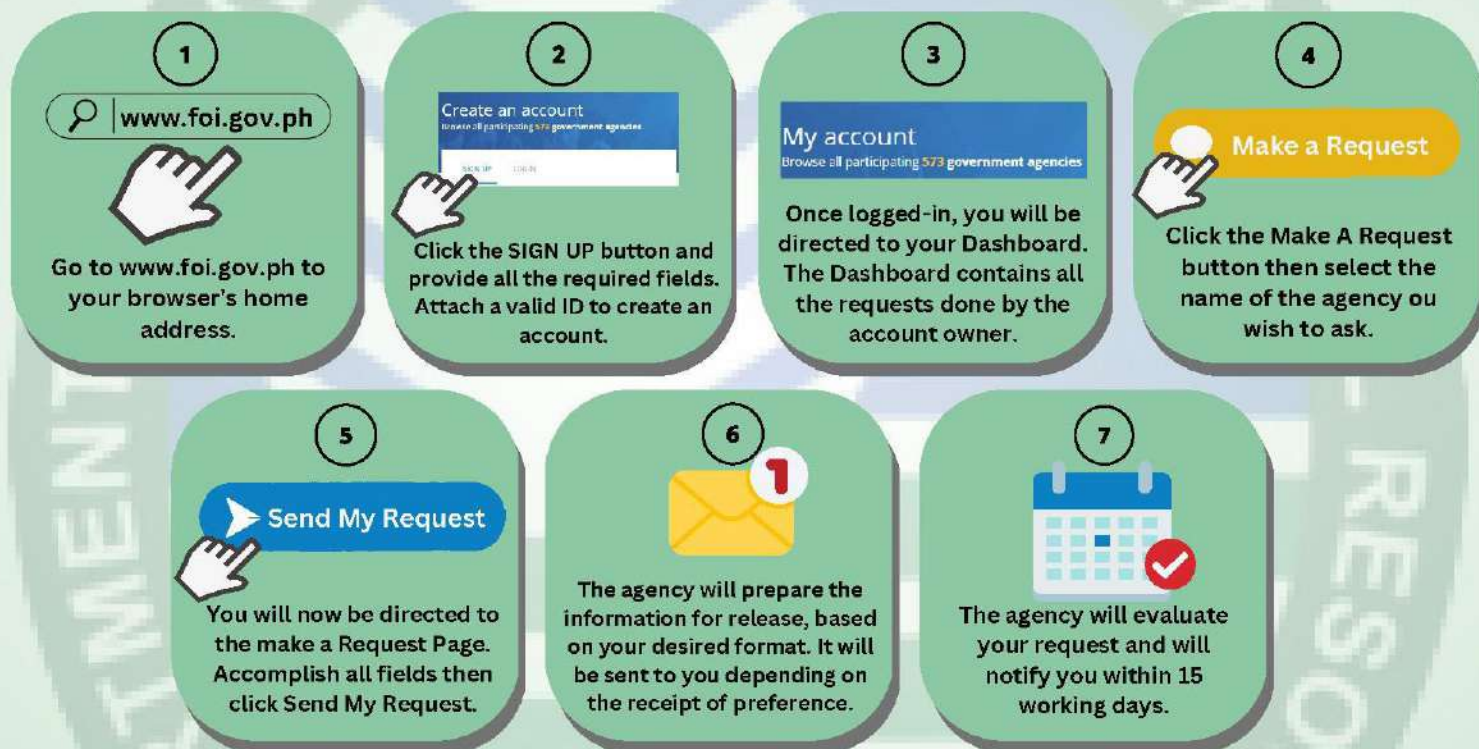 1
www.foi.gov.ph
Go to www.foi.gov.ph to
your browser's home
address.
2
Create an account
Browse all participating 573 government agencies
SIGN UP LOG IN
Click the SIGN UP button and
provide all the required fields.
Attach a valid ID to create an
account.
3
My account
Browse all participating 573 government agencies
Once logged-in, you will be
directed to your Dashboard.
The Dashboard contains all
the requests done by the
account owner.
4
Make a Request
Click the Make A Request
button then select the
name of the agency ou
wish to ask.
5
Send My Request
You will now be directed to
the make a Request Page.
Accomplish all fields then
click Send My Request.
6
1
The agency will prepare the
information for release, based
on your desired format. It will
be sent to you depending on
the receipt of preference.
7
The agency will evaluate
your request and will
notify you within 15
working days.